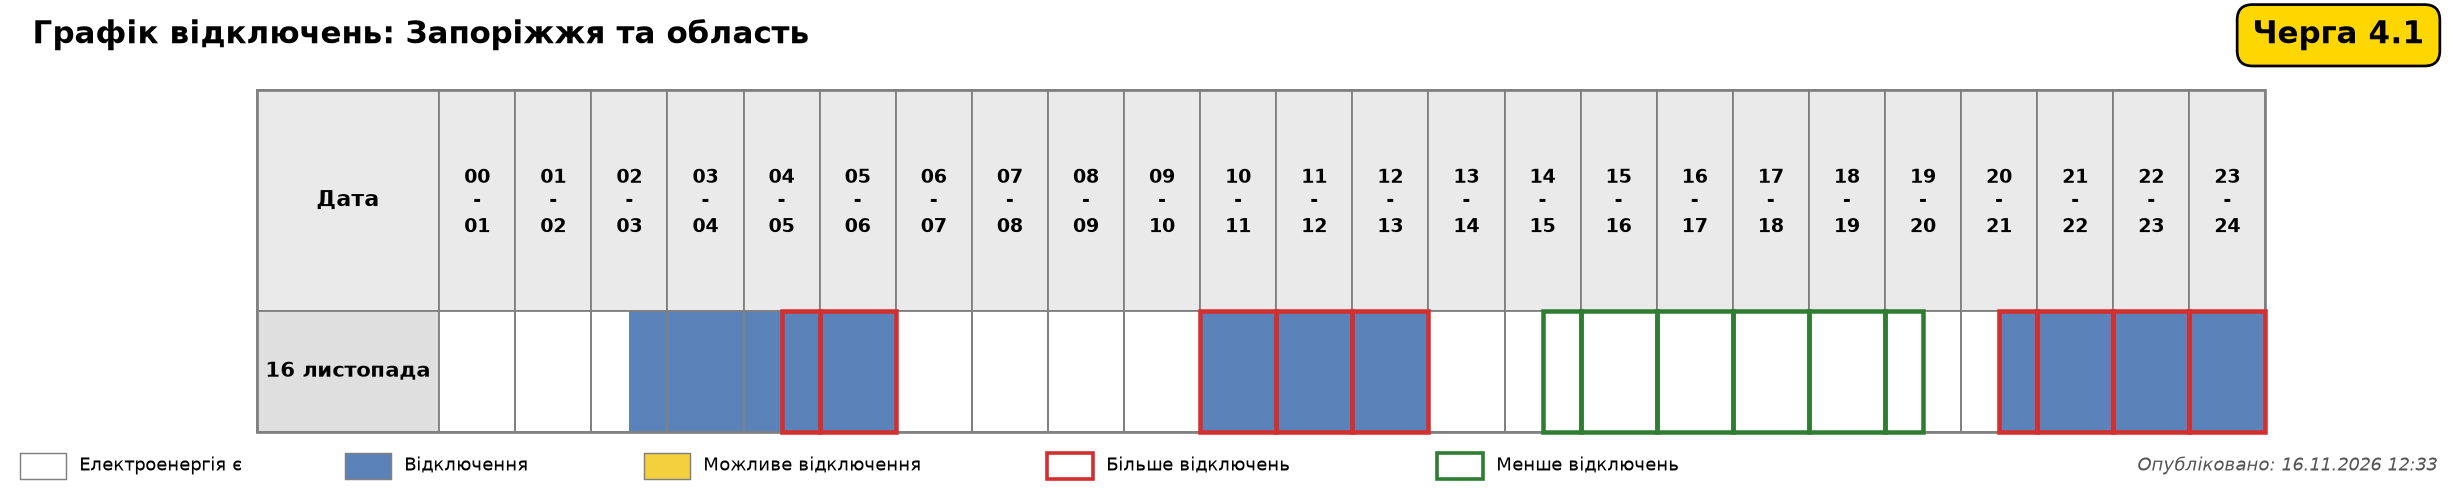 Графік відключень: Запоріжжя та область
Черга 4.1
Дата
00 - 01
01 - 02
02 - 03
03 - 04
04 - 05
05 - 06
06 - 07
07 - 08
08 - 09
09 - 10
10 - 11
11 - 12
12 - 13
13 - 14
14 - 15
15 - 16
16 - 17
17 - 18
18 - 19
19 - 20
20 - 21
21 - 22
22 - 23
23 - 24
16 листопада
Електроенергія є
Відключення
Можливе відключення
Більше відключень
Менше відключень
Опубліковано: 16.11.2026 12:33